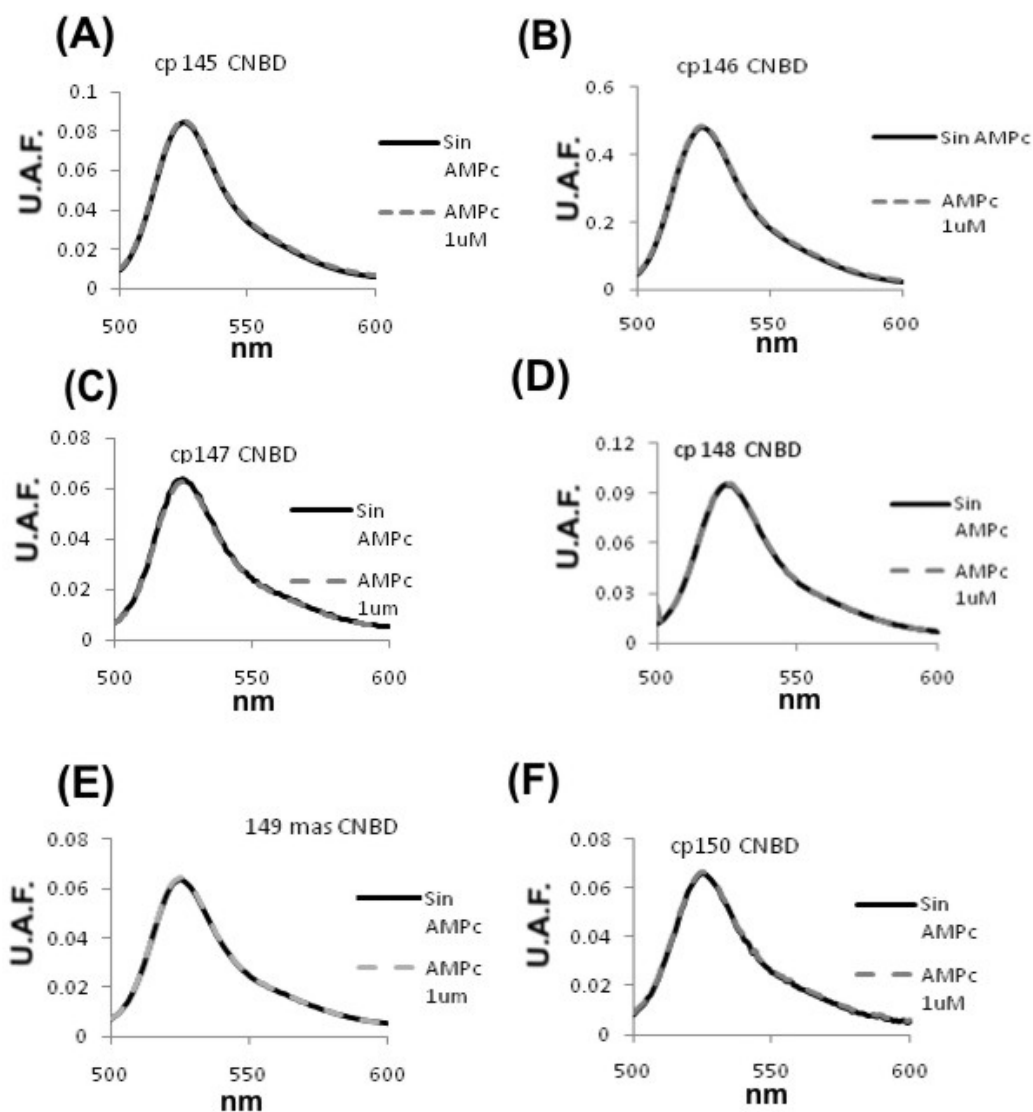 (A)
cp 145 CNBD
U.A.F.
0.1
0.08
0.06
0.04
0.02
0
500
550
600
nm
Sin
AMPc
AMPc
1uM
(B)
cp146 CNBD
U.A.F.
0.6
0.4
0.2
0
500
550
600
nm
Sin AMPc
AMPc
1uM
(C)
cp147 CNBD
U.A.F.
0.08
0.06
0.04
0.02
0
500
550
600
nm
Sin
AMPc
AMPc
1um
(D)
cp 148 CNBD
U.A.F.
0.12
0.09
0.06
0.03
0
500
550
600
nm
Sin
AMPc
AMPc
1uM
(E)
149 mas CNBD
U.A.F.
0.08
0.06
0.04
0.02
0
500
550
600
nm
Sin
AMPc
AMPc
1um
(F)
cp150 CNBD
U.A.F.
0.08
0.06
0.04
0.02
0
500
550
600
nm
Sin
AMPc
AMPc
1uM